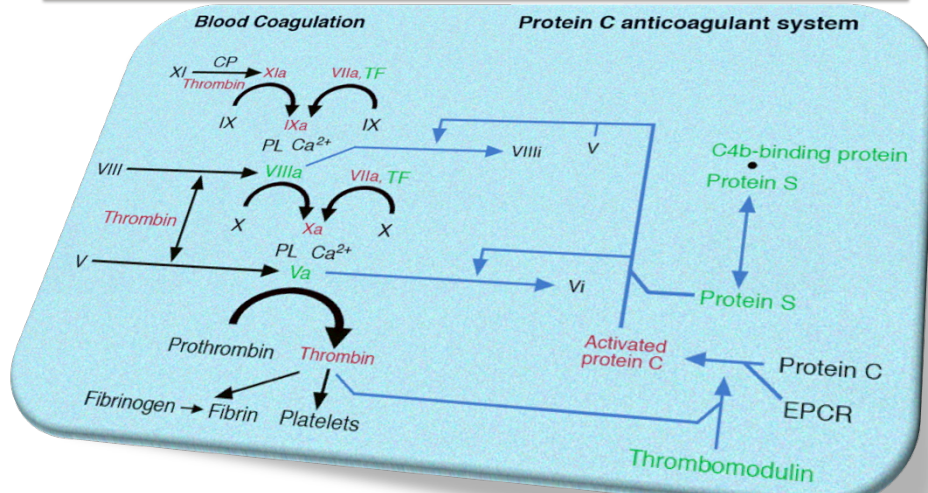 Blood Coagulation
Protein C anticoagulant system
XI
CP
Thrombin
XIa
VIIa, TF
IX
IXa
IX
PL Ca²⁺
VIII
VIIIa
VIIIi
V
VIIa, TF
C4b-binding protein
Protein S
Thrombin
X
Xa
X
PL Ca²⁺
V
Va
Vi
Protein S
Prothrombin
Thrombin
Activated
protein C
Protein C
EPCR
Fibrinogen
Fibrin
Platelets
Thrombomodulin